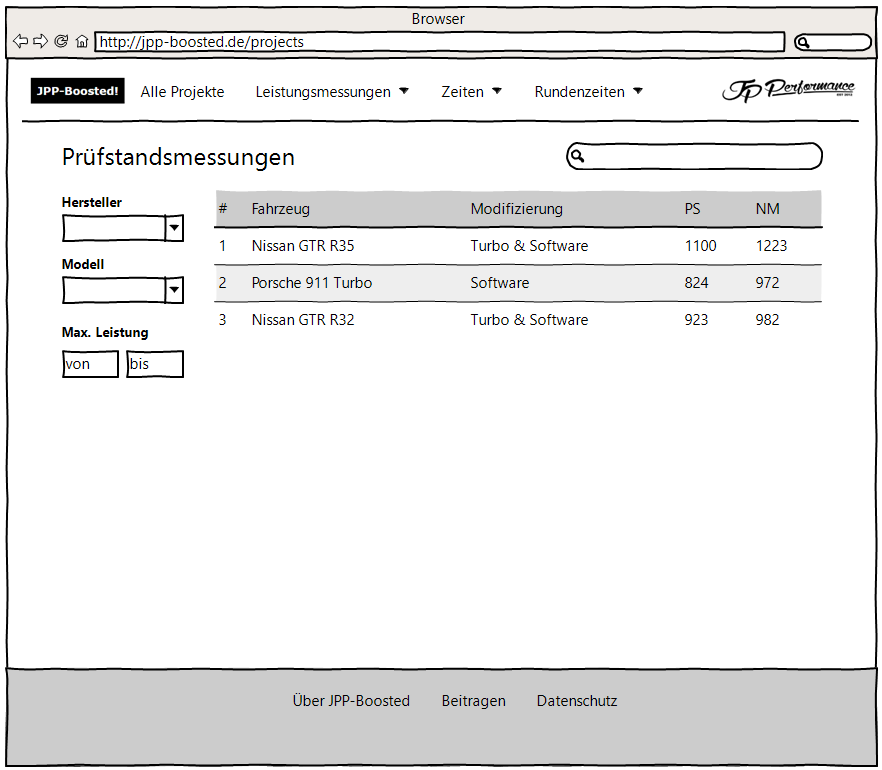 Browser
http://jpp-boosted.de/projects
JPP-Boosted! Alle Projekte Leistungsmessungen Zeiten Rundenzeiten JP Performance
Prüfstandsmessungen
Hersteller
Modell
Max. Leistung
von bis
# Fahrzeug Modifizierung PS NM
1 Nissan GTR R35 Turbo & Software 1100 1223
2 Porsche 911 Turbo Software 824 972
3 Nissan GTR R32 Turbo & Software 923 982
Über JPP-Boosted Beitragen Datenschutz